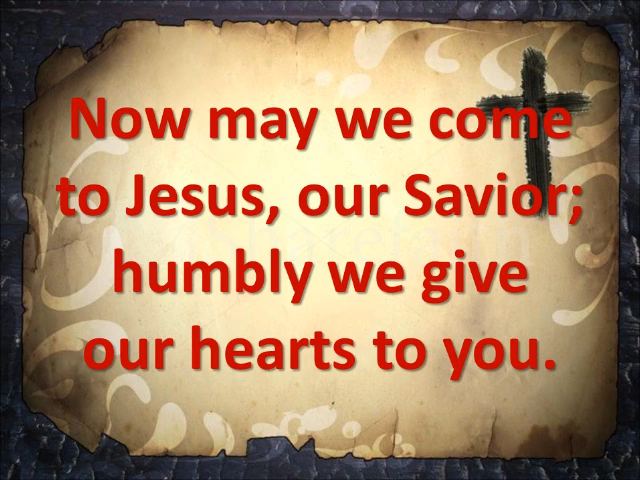 Now may we come
to Jesus, our Savior;
humbly we give
our hearts to you.